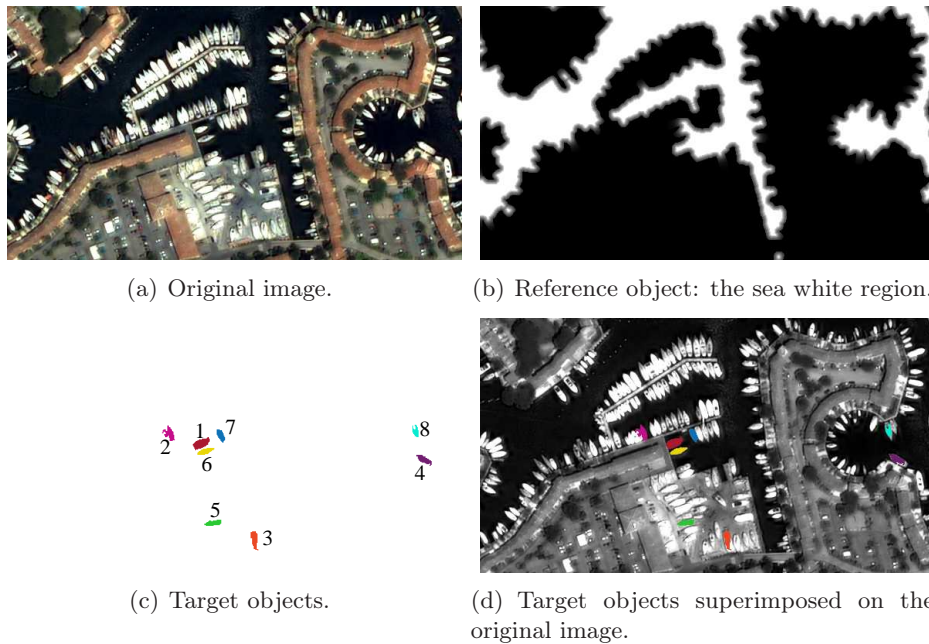 (a) Original image.
(b) Reference object: the sea white region.
1
7
2
6
8
4
5
3
(c) Target objects.
(d) Target objects superimposed on the
original image.